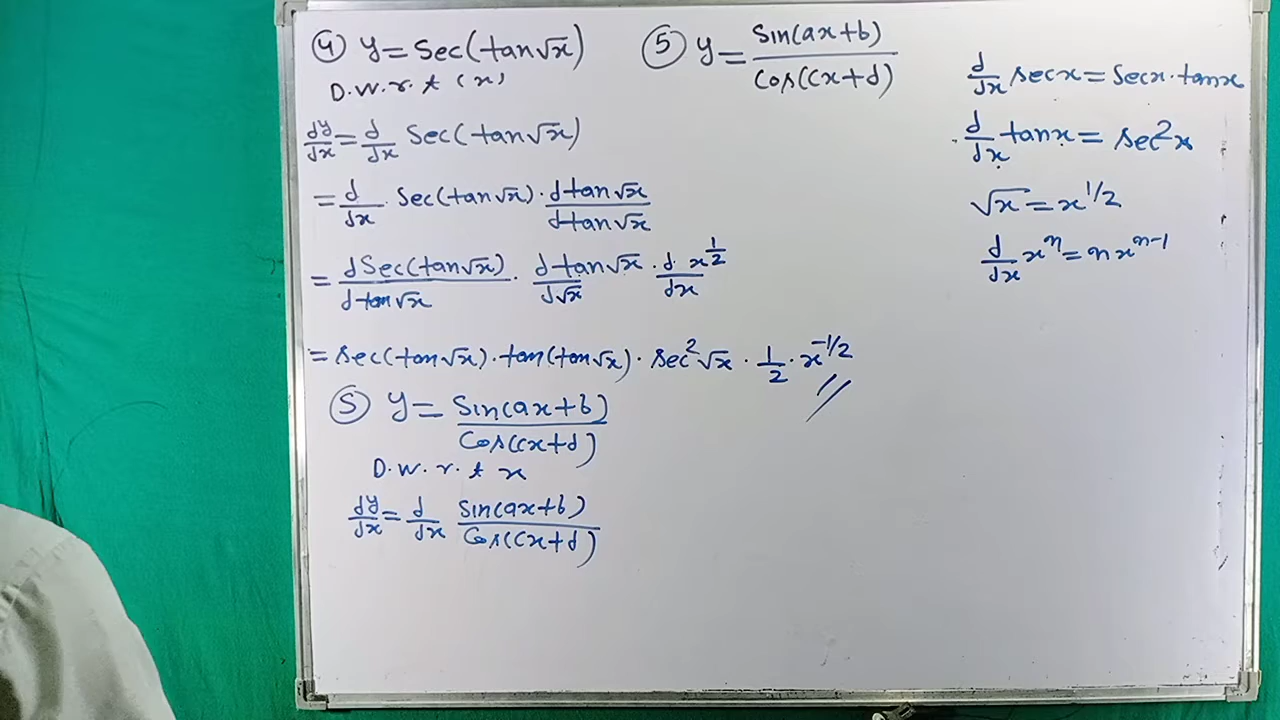 ④ y = Sec(tan√x)
D.w.r.t (x)
dy/dx = d/dx Sec(tan√x)
= d/dx · Sec(tan√x) · dtan√x/dtan√x
= dSec(tan√x)/dtan√x · dtan√x/d√x · d/dx x^1/2
= sec(tan√x) · tan(tan√x) · sec²√x · 1/2 · x^-1/2 //
⑤ y = Sin(ax+b)/Cos(cx+d)
D.w.r.t x
dy/dx = d/dx Sin(ax+b)/Cos(cx+d)
⑤ y = Sin(ax+b)/Cos(cx+d)
d/dx secx = secx · tanx
d/dx tanx = sec²x
√x = x^1/2
d/dx x^n = nx^n-1